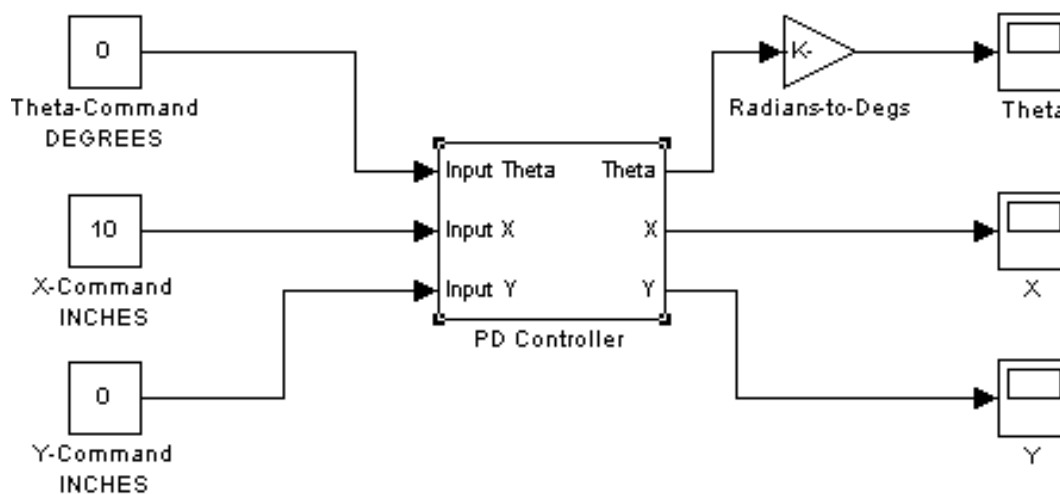 0
Theta-Command
DEGREES
10
X-Command
INCHES
0
Y-Command
INCHES
Input Theta
Theta
Input X
X
Input Y
Y
PD Controller
K-
Radians-to-Degs
Theta
X
Y